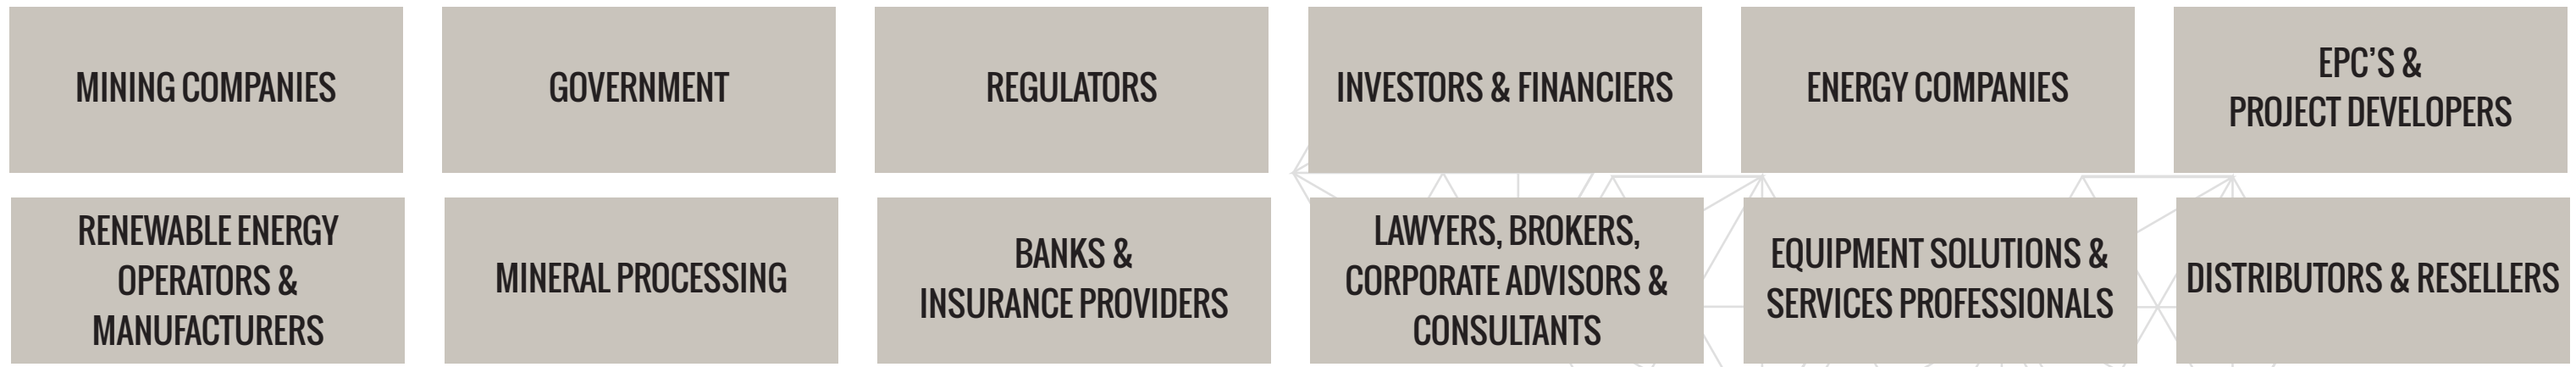 MINING COMPANIES
GOVERNMENT
REGULATORS
INVESTORS & FINANCIERS
ENERGY COMPANIES
EPC’S &
PROJECT DEVELOPERS
RENEWABLE ENERGY
OPERATORS &
MANUFACTURERS
MINERAL PROCESSING
BANKS &
INSURANCE PROVIDERS
LAWYERS, BROKERS,
CORPORATE ADVISORS &
CONSULTANTS
EQUIPMENT SOLUTIONS &
SERVICES PROFESSIONALS
DISTRIBUTORS & RESELLERS